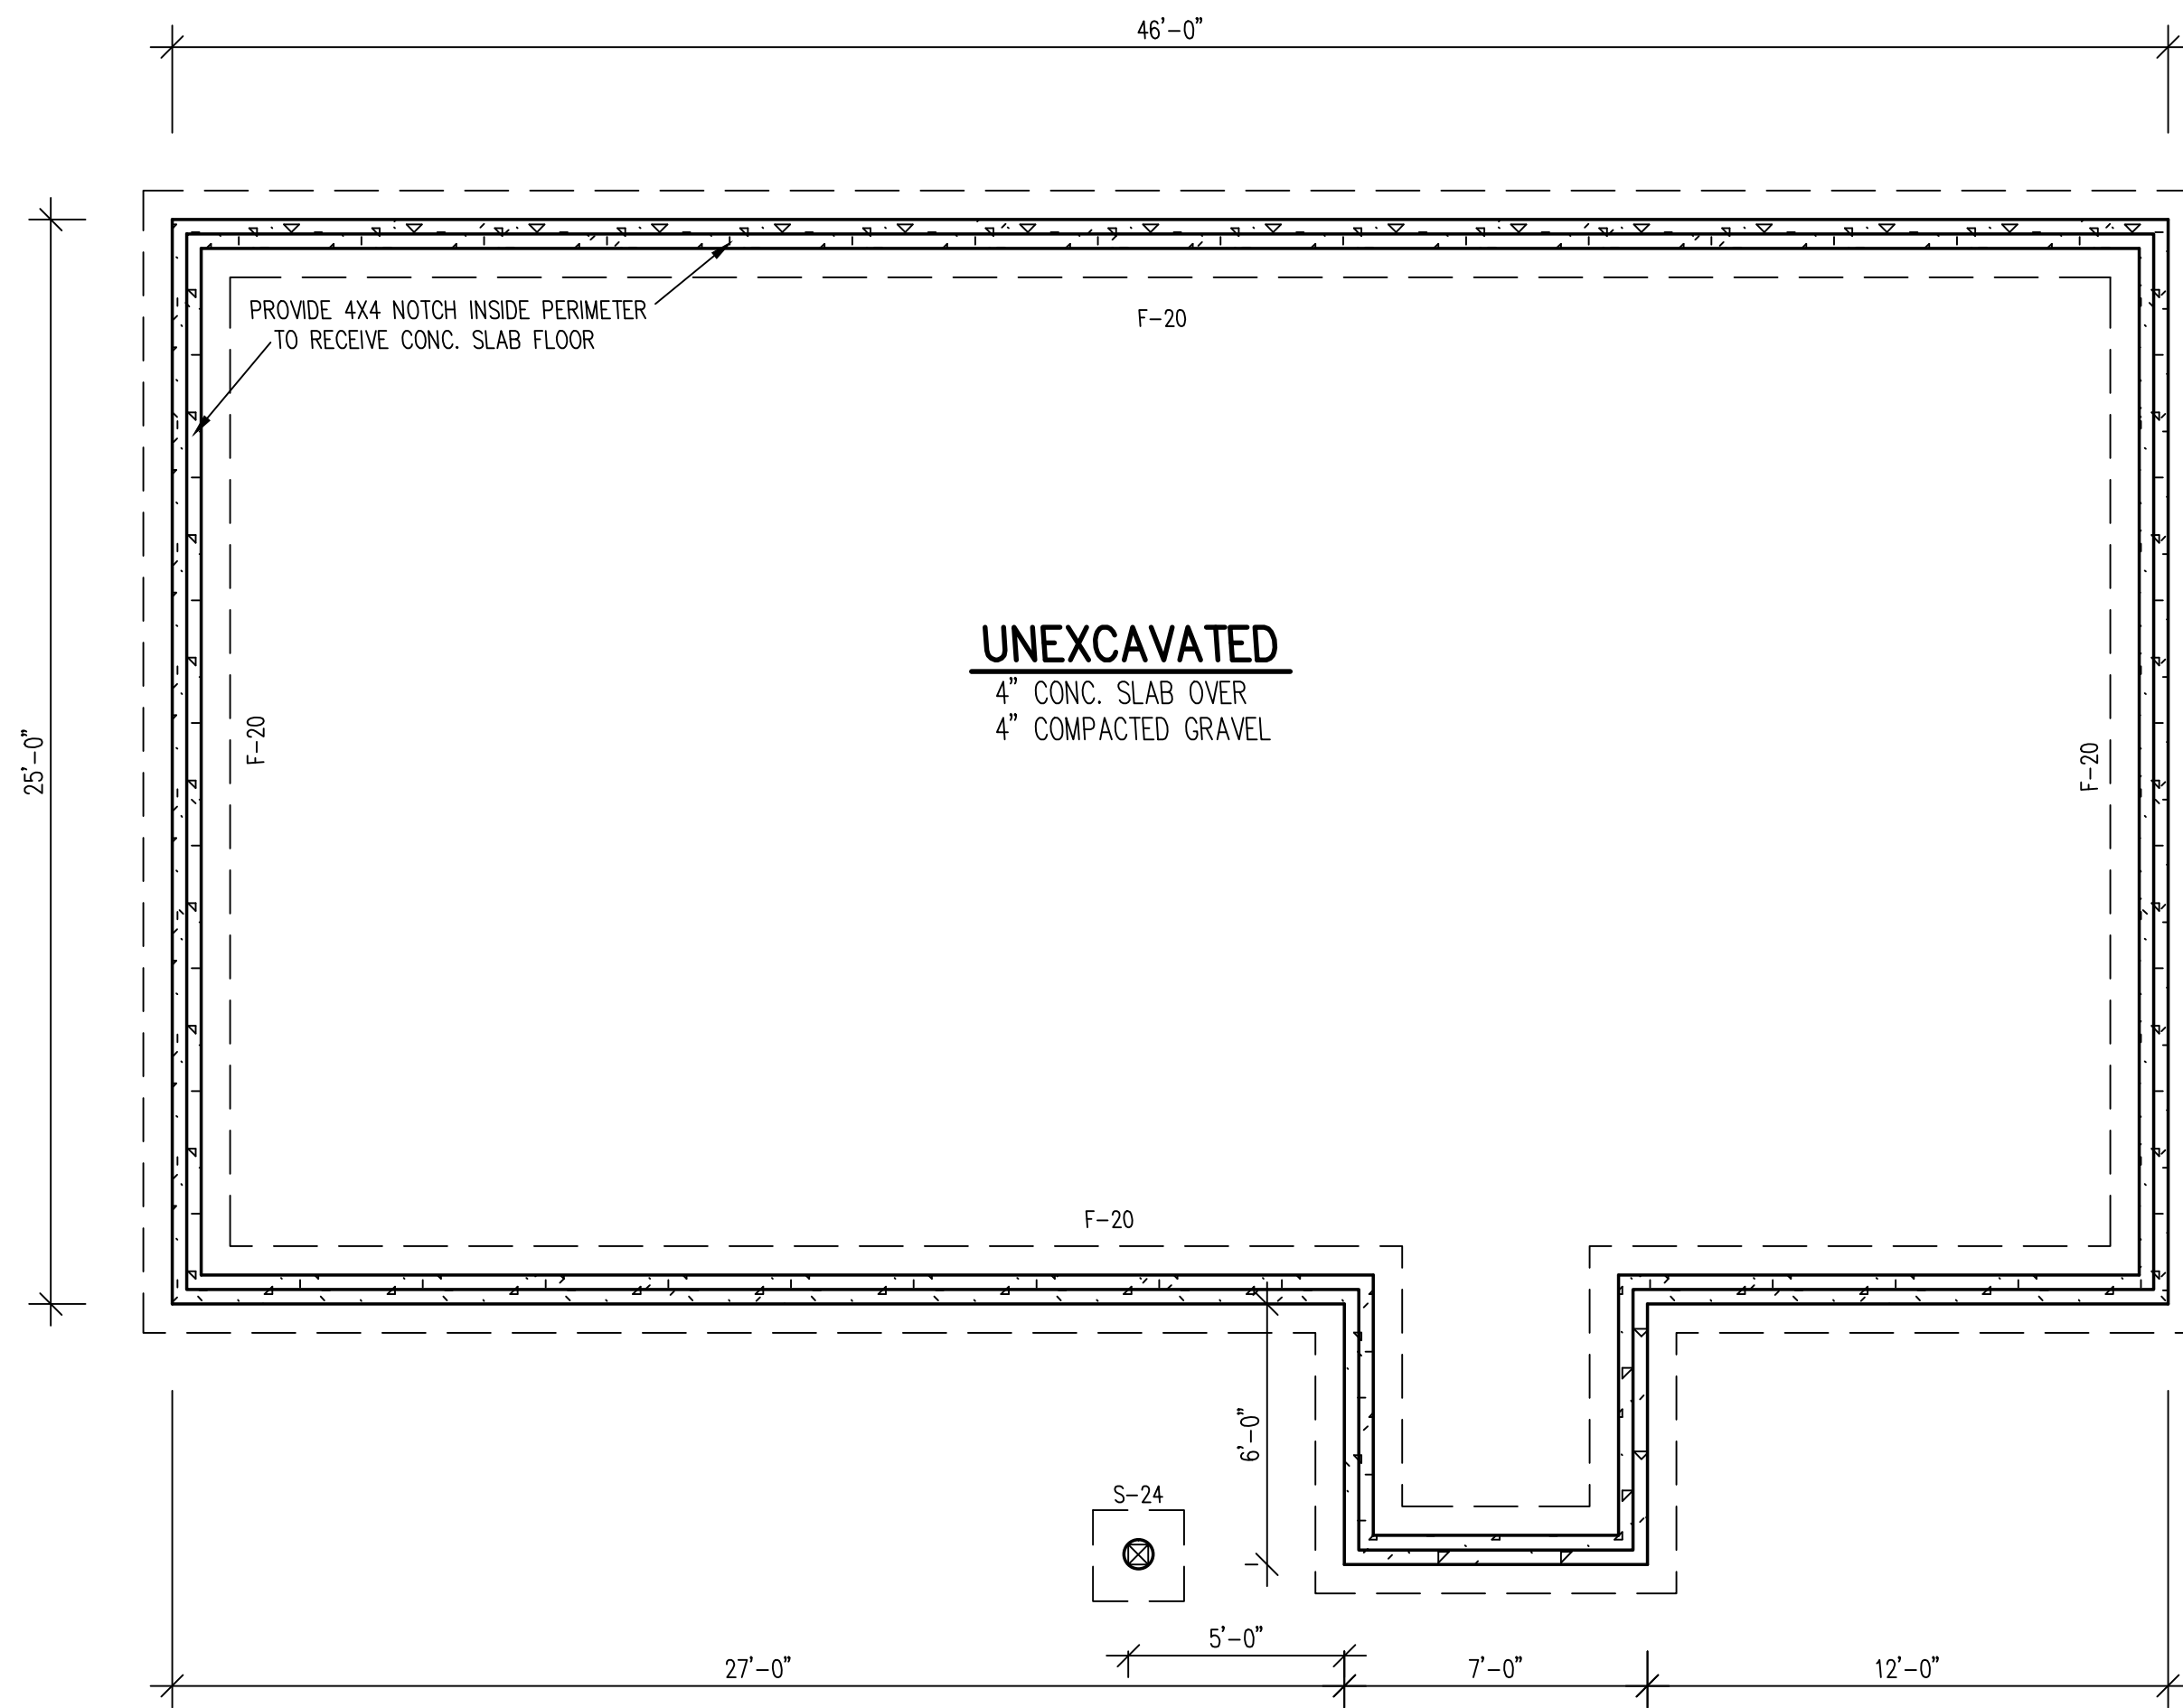 46'-0"
PROVIDE 4X4 NOTCH INSIDE PERIMETER
TO RECEIVE CONC. SLAB FLOOR
F-20
UNEXCAVATED
4" CONC. SLAB OVER
4" COMPACTED GRAVEL
25'-0"
F-20
F-20
F-20
6'-0"
S-24
5'-0"
27'-0"
7'-0"
12'-0"